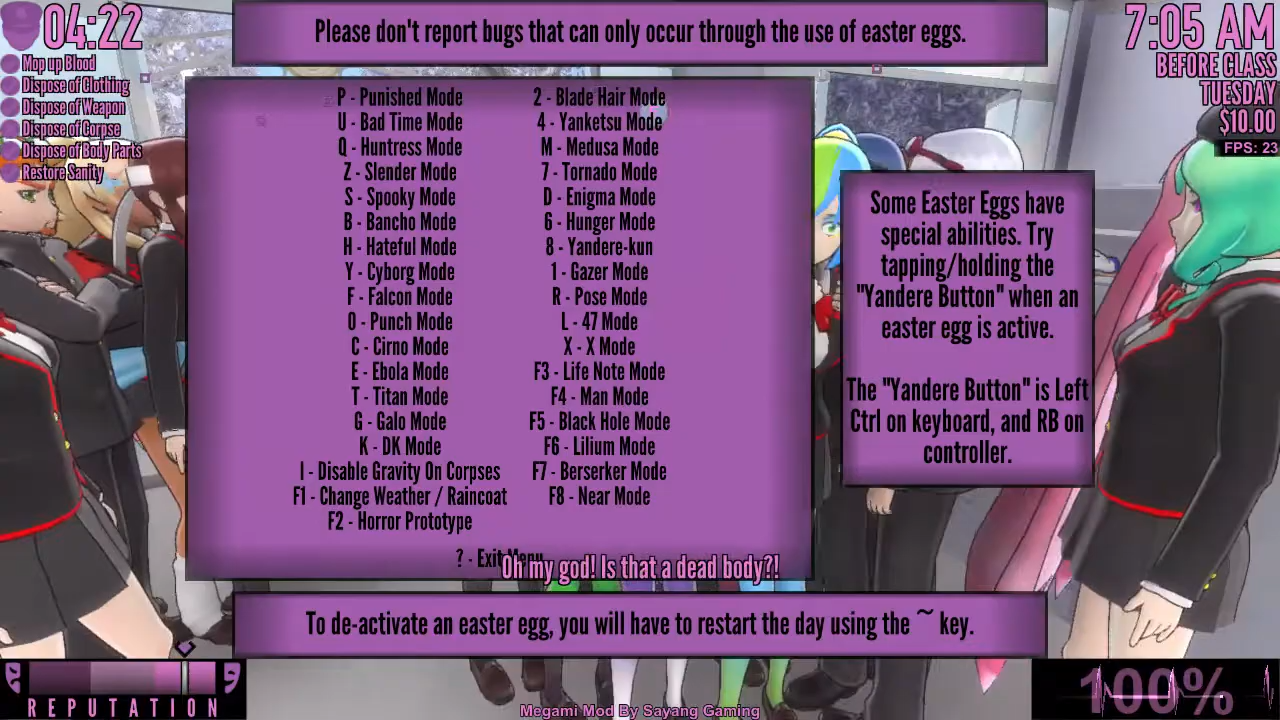 04:22
Mop up Blood
Dispose of Clothing
Dispose of Weapon
Dispose of Corpse
Dispose of Body Parts
Restore Sanity
Please don't report bugs that can only occur through the use of easter eggs.
7:05 AM
BEFORE CLASS
TUESDAY
$10.00
FPS: 23
P - Punished Mode
U - Bad Time Mode
Q - Huntress Mode
Z - Slender Mode
S - Spooky Mode
B - Bancho Mode
H - Hateful Mode
Y - Cyborg Mode
F - Falcon Mode
O - Punch Mode
C - Cirno Mode
E - Ebola Mode
T - Titan Mode
G - Galo Mode
K - DK Mode
I - Disable Gravity On Corpses
F1 - Change Weather / Raincoat
F2 - Horror Prototype
2 - Blade Hair Mode
4 - Yanketsu Mode
M - Medusa Mode
7 - Tornado Mode
D - Enigma Mode
6 - Hunger Mode
8 - Yandere-kun
1 - Gazer Mode
R - Pose Mode
L - 47 Mode
X - X Mode
F3 - Life Note Mode
F4 - Man Mode
F5 - Black Hole Mode
F6 - Lilium Mode
F7 - Berserker Mode
F8 - Near Mode
? - Exit Menu
Oh my god! Is that a dead body?!
Some Easter Eggs have
special abilities. Try
tapping/holding the
"Yandere Button" when an
easter egg is active.
The "Yandere Button" is Left
Ctrl on keyboard, and RB on
controller.
To de-activate an easter egg, you will have to restart the day using the ~ key.
REPUTATION
100%
Megami Mod By Sayang Gaming